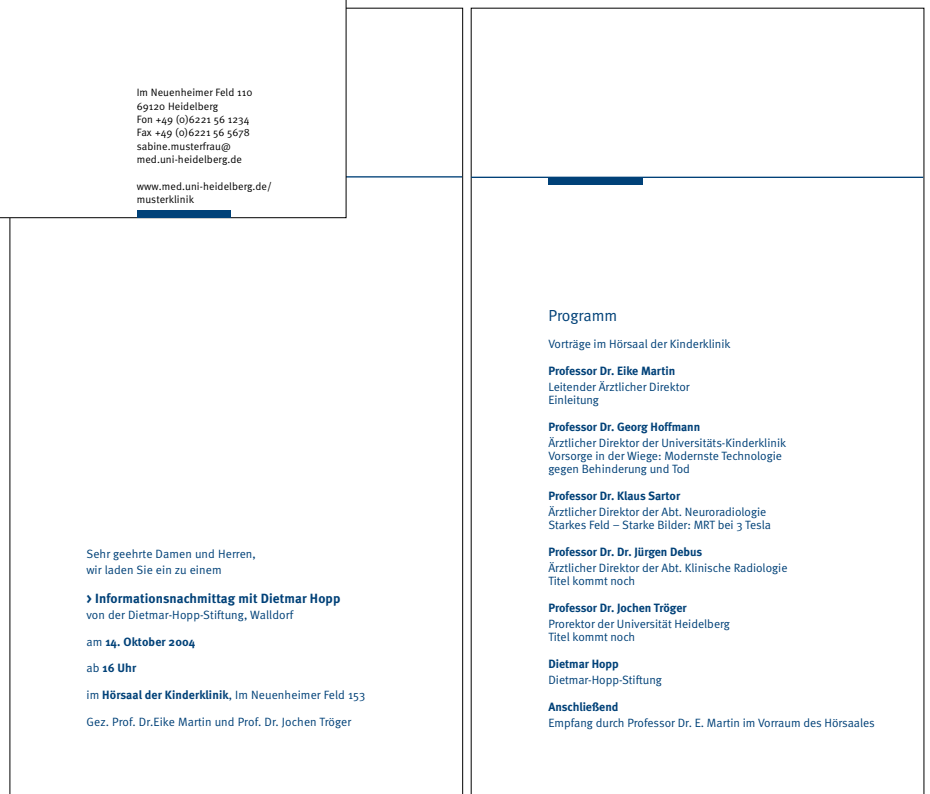 Im Neuenheimer Feld 110
69120 Heidelberg
Fon +49 (0)6221 56 1234
Fax +49 (0)6221 56 5678
sabine.musterfrau@
med.uni-heidelberg.de
www.med.uni-heidelberg.de/
musterklinik
Sehr geehrte Damen und Herren,
wir laden Sie ein zu einem
› Informationsnachmittag mit Dietmar Hopp
von der Dietmar-Hopp-Stiftung, Walldorf
am 14. Oktober 2004
ab 16 Uhr
im Hörsaal der Kinderklinik, Im Neuenheimer Feld 153
Gez. Prof. Dr.Eike Martin und Prof. Dr. Jochen Tröger
Programm
Vorträge im Hörsaal der Kinderklinik
Professor Dr. Eike Martin
Leitender Ärztlicher Direktor
Einleitung
Professor Dr. Georg Hoffmann
Ärztlicher Direktor der Universitäts-Kinderklinik
Vorsorge in der Wiege: Modernste Technologie
gegen Behinderung und Tod
Professor Dr. Klaus Sartor
Ärztlicher Direktor der Abt. Neuroradiologie
Starkes Feld – Starke Bilder: MRT bei 3 Tesla
Professor Dr. Dr. Jürgen Debus
Ärztlicher Direktor der Abt. Klinische Radiologie
Titel kommt noch
Professor Dr. Jochen Tröger
Prorektor der Universität Heidelberg
Titel kommt noch
Dietmar Hopp
Dietmar-Hopp-Stiftung
Anschließend
Empfang durch Professor Dr. E. Martin im Vorraum des Hörsaales